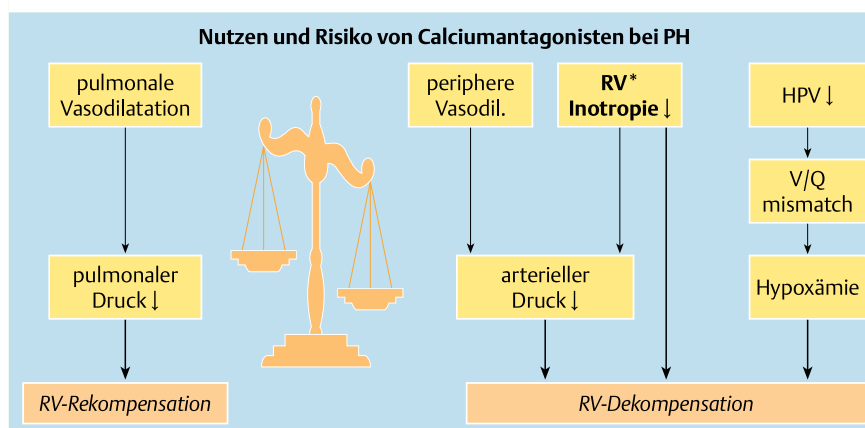 Nutzen und Risiko von Calciumantagonisten bei PH
pulmonale
Vasodilatation
periphere
Vasodil.
RV*
Inotropie ↓
HPV ↓
V/Q
mismatch
pulmonaler
Druck ↓
arterieller
Druck ↓
Hypoxämie
RV-Rekompensation
RV-Dekompensation